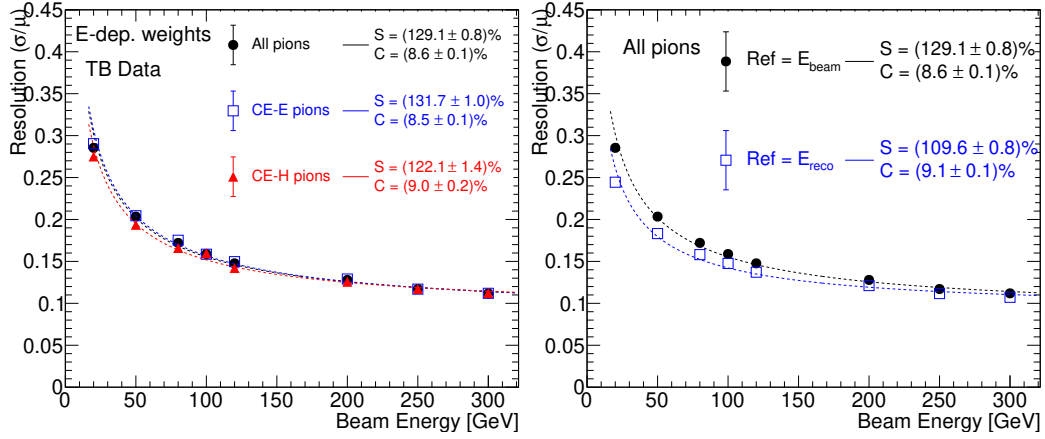 Resolution (σ/μ)
0.45
0.4
0.35
0.3
0.25
0.2
0.15
0.1
0.05
0
E-dep. weights
TB Data
All pions
S = (129.1 ± 0.8)%
C = (8.6 ± 0.1)%
CE-E pions
S = (131.7 ± 1.0)%
C = (8.5 ± 0.1)%
CE-H pions
S = (122.1 ± 1.4)%
C = (9.0 ± 0.2)%
0 50 100 150 200 250 300
Beam Energy [GeV]
Resolution (σ/μ)
0.45
0.4
0.35
0.3
0.25
0.2
0.15
0.1
0.05
0
All pions
Ref = E_beam
S = (129.1 ± 0.8)%
C = (8.6 ± 0.1)%
Ref = E_reco
S = (109.6 ± 0.8)%
C = (9.1 ± 0.1)%
0 50 100 150 200 250 300
Beam Energy [GeV]